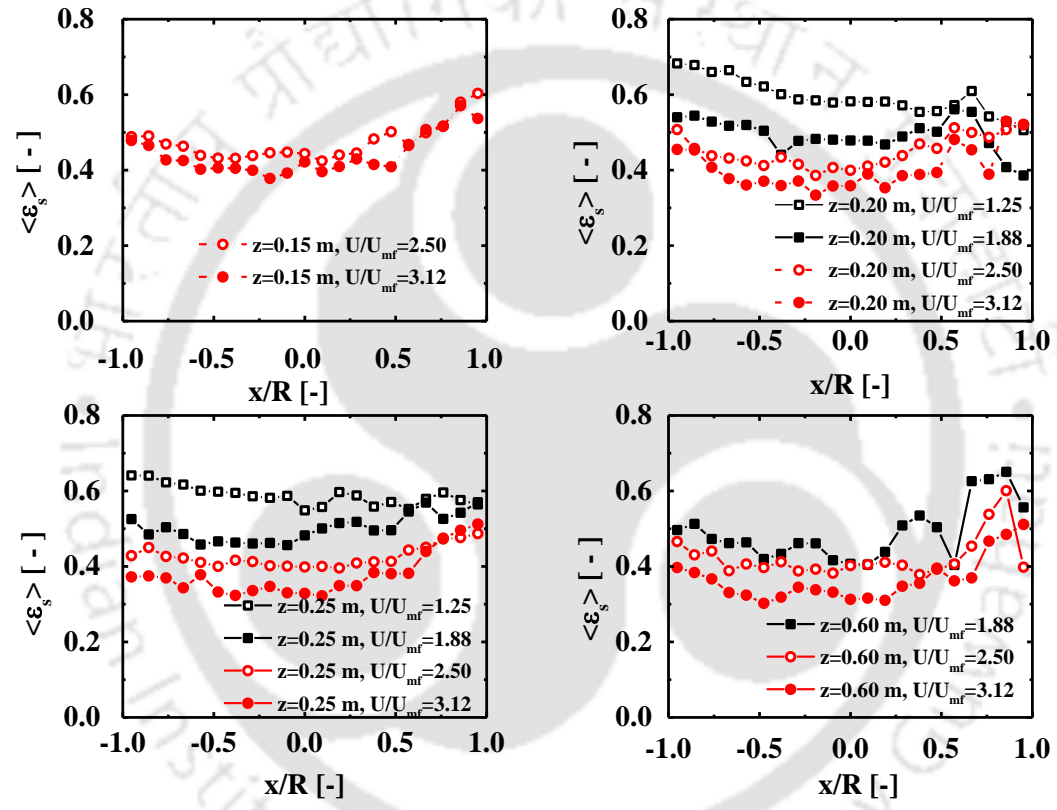 0.8
0.6
0.4
0.2
0.0
<ε_s> [ - ]
z=0.15 m, U/U_mf=2.50
z=0.15 m, U/U_mf=3.12
-1.0 -0.5 0.0 0.5 1.0
x/R [-]
0.8
0.6
0.4
0.2
0.0
<ε_s> [ - ]
z=0.20 m, U/U_mf=1.25
z=0.20 m, U/U_mf=1.88
z=0.20 m, U/U_mf=2.50
z=0.20 m, U/U_mf=3.12
-1.0 -0.5 0.0 0.5 1.0
x/R [-]
0.8
0.6
0.4
0.2
0.0
<ε_s> [ - ]
z=0.25 m, U/U_mf=1.25
z=0.25 m, U/U_mf=1.88
z=0.25 m, U/U_mf=2.50
z=0.25 m, U/U_mf=3.12
-1.0 -0.5 0.0 0.5 1.0
x/R [-]
0.8
0.6
0.4
0.2
0.0
<ε_s> [ - ]
z=0.60 m, U/U_mf=1.88
z=0.60 m, U/U_mf=2.50
z=0.60 m, U/U_mf=3.12
-1.0 -0.5 0.0 0.5 1.0
x/R [-]
Indian